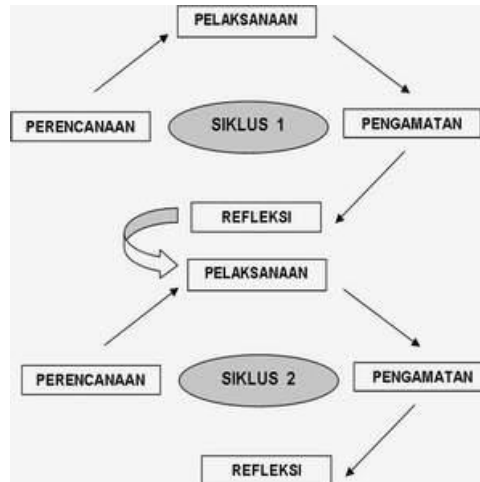 PELAKSANAAN
PERENCANAAN
SIKLUS 1
PENGAMATAN
REFLEKSI
PELAKSANAAN
PERENCANAAN
SIKLUS 2
PENGAMATAN
REFLEKSI